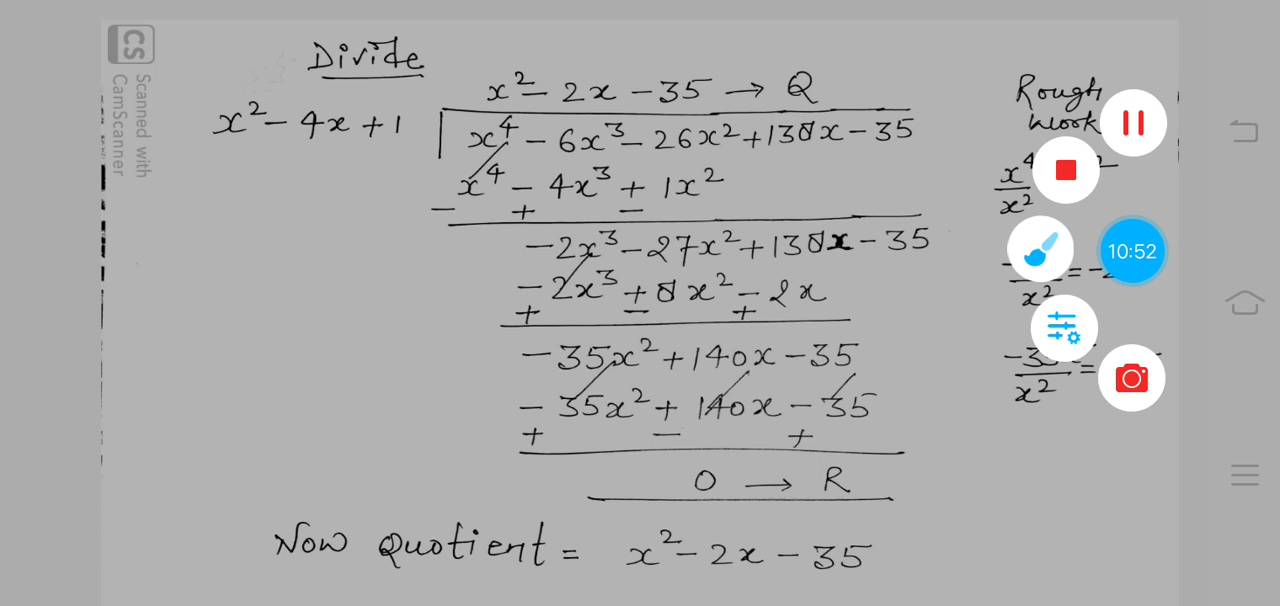 Divide
x² - 2x - 35 → Q
x² - 4x + 1
x⁴ - 6x³ - 26x² + 138x - 35
x⁴ - 4x³ + 1x²
- + -
-2x³ - 27x² + 138x - 35
-2x³ + 8x² - 2x
+ - +
-35x² + 140x - 35
-35x² + 140x - 35
+ - +
0 → R
Now Quotient = x² - 2x - 35
Rough
Work
x⁴
x²
x²
= -2
x²
=
10:52
CS
Scanned with
CamScanner